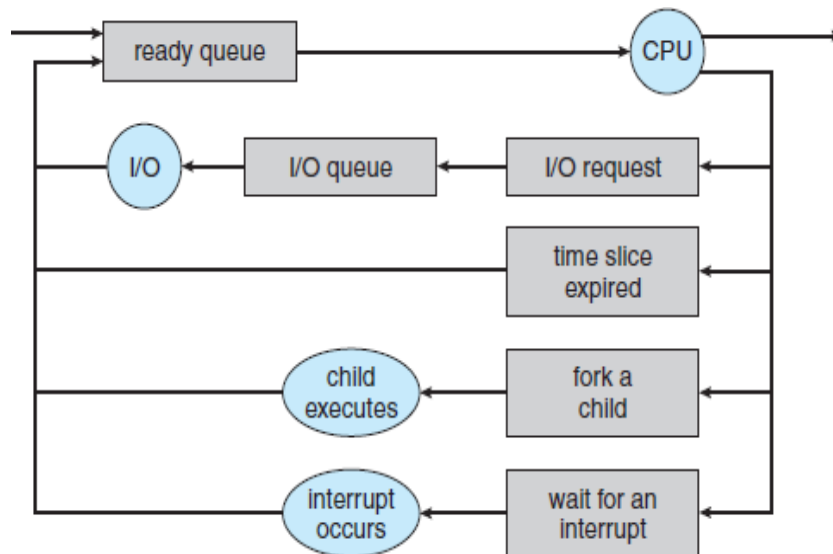 ready queue
CPU
I/O
I/O queue
I/O request
time slice
expired
child
executes
fork a
child
interrupt
occurs
wait for an
interrupt